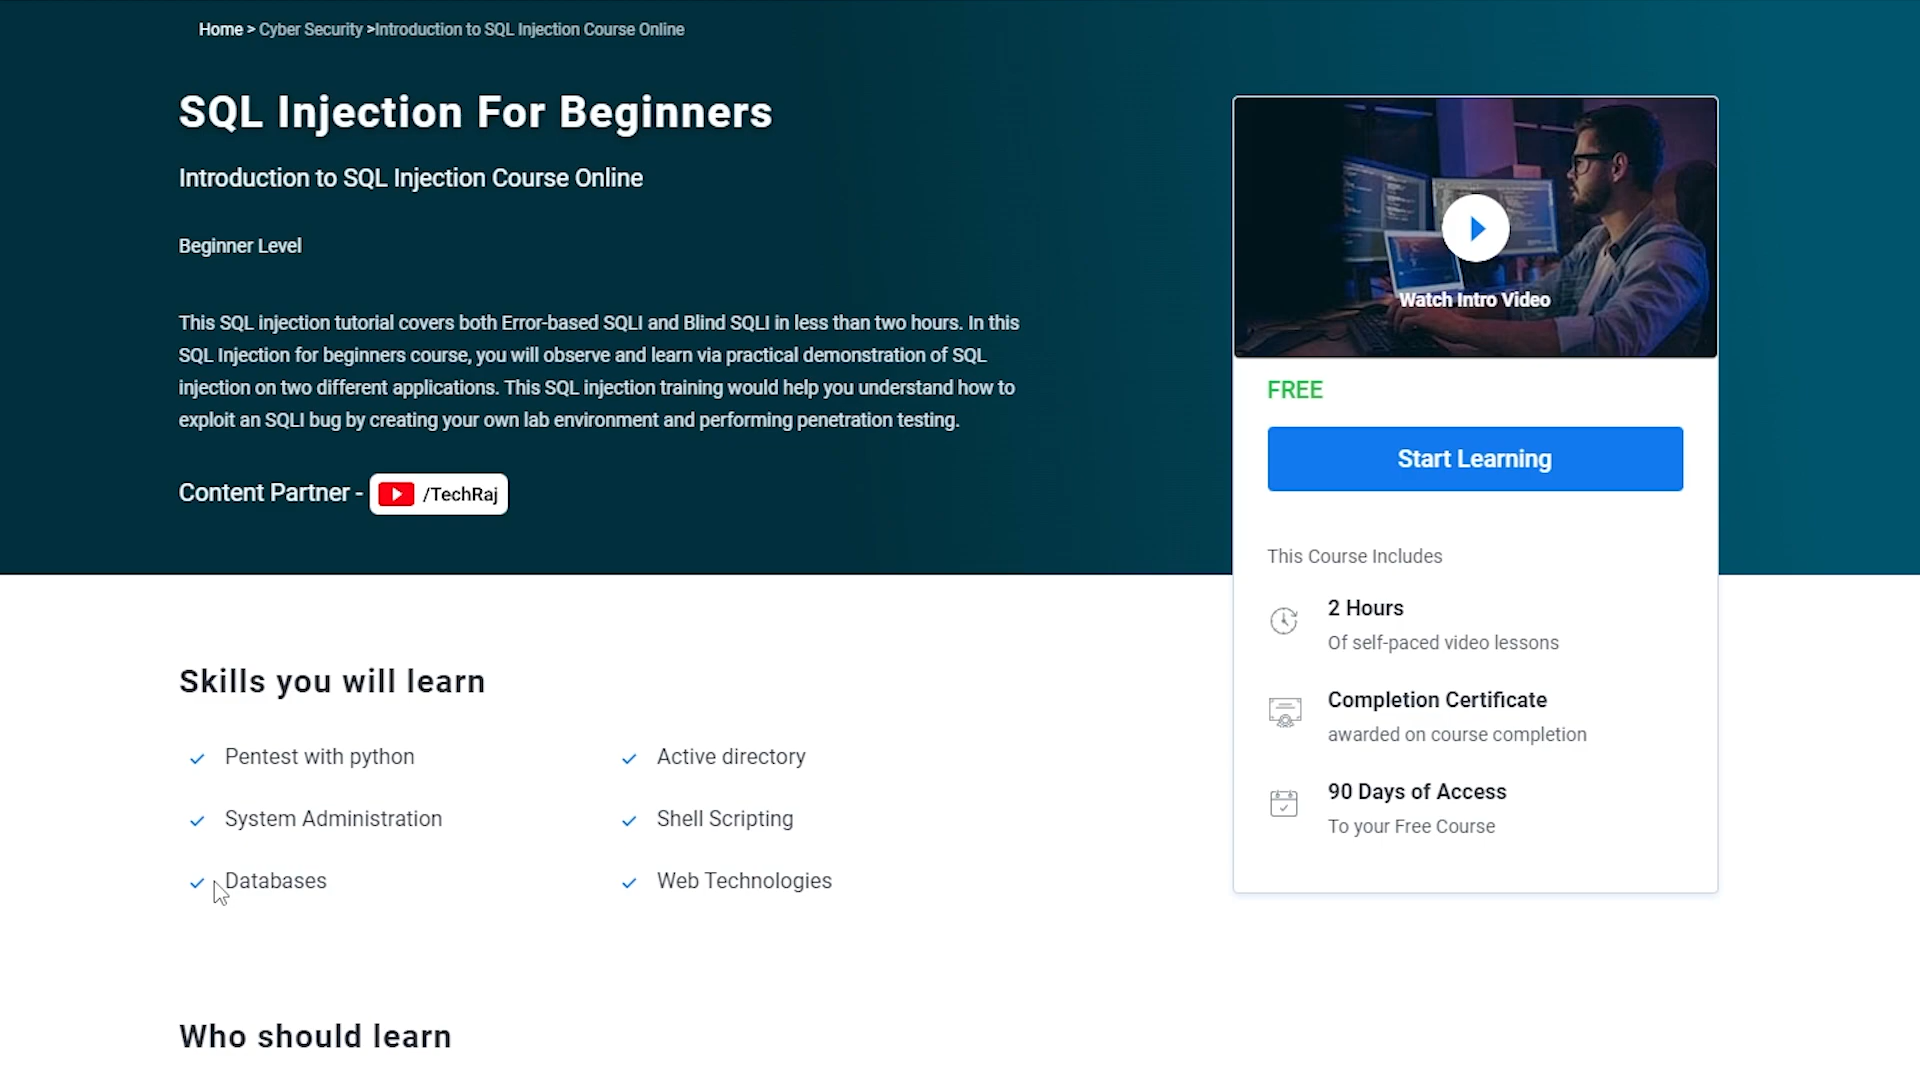 Home > Cyber Security >Introduction to SQL Injection Course Online
SQL Injection For Beginners
Introduction to SQL Injection Course Online
Beginner Level
This SQL injection tutorial covers both Error-based SQLI and Blind SQLI in less than two hours. In this
SQL Injection for beginners course, you will observe and learn via practical demonstration of SQL
injection on two different applications. This SQL injection training would help you understand how to
exploit an SQLI bug by creating your own lab environment and performing penetration testing.
Content Partner - /TechRaj
Watch Intro Video
FREE
Start Learning
This Course Includes
2 Hours
Of self-paced video lessons
Completion Certificate
awarded on course completion
90 Days of Access
To your Free Course
Skills you will learn
Pentest with python
Active directory
System Administration
Shell Scripting
Databases
Web Technologies
Who should learn